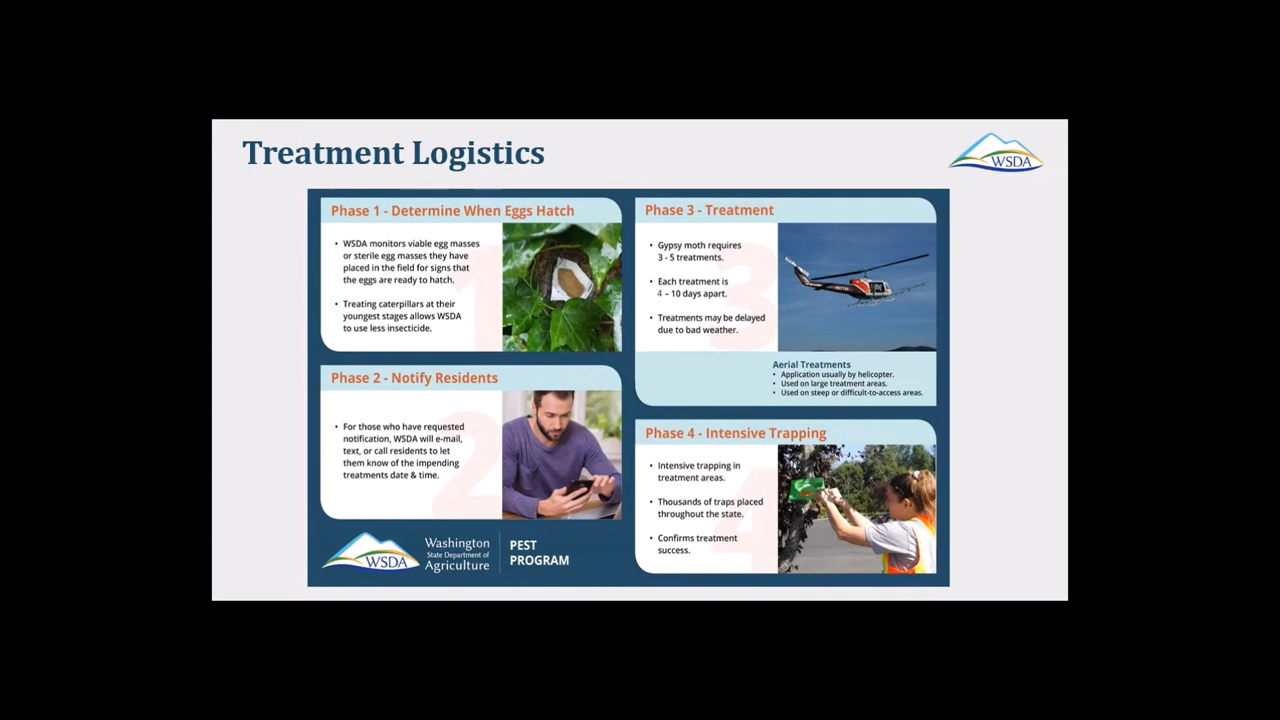 Treatment Logistics
WSDA
Phase 1 - Determine When Eggs Hatch
• WSDA monitors viable egg masses
or sterile egg masses they have
placed in the field for signs that
the eggs are ready to hatch.
• Treating caterpillars at their
youngest stages allows WSDA
to use less insecticide.
1
Phase 2 - Notify Residents
• For those who have requested
notification, WSDA will e-mail,
text, or call residents to let
them know of the impending
treatments date & time.
2
WSDA
Washington
State Department of
Agriculture
PEST
PROGRAM
Phase 3 - Treatment
• Gypsy moth requires
3 - 5 treatments.
• Each treatment is
4 – 10 days apart.
• Treatments may be delayed
due to bad weather.
3
Aerial Treatments
• Application usually by helicopter.
• Used on large treatment areas.
• Used on steep or difficult-to-access areas.
Phase 4 - Intensive Trapping
• Intensive trapping in
treatment areas.
• Thousands of traps placed
throughout the state.
• Confirms treatment
success.
4